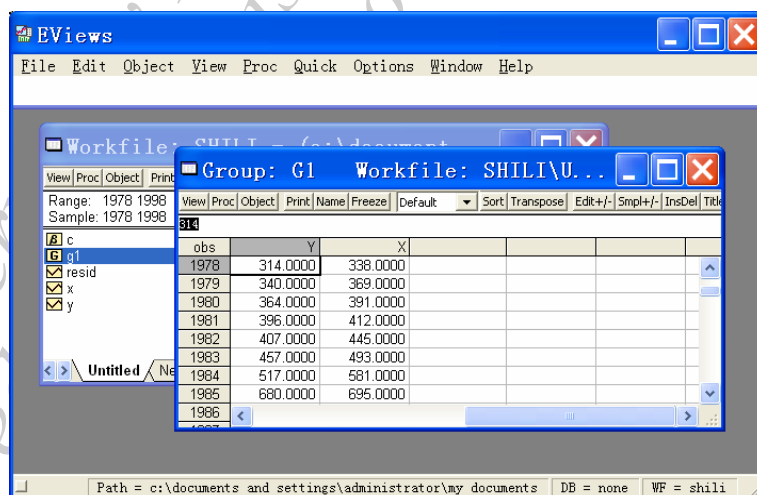 EViews
File Edit Object View Proc Quick Options Window Help
Workfile: SHILI - (c:\document
View Proc Object Print
Range: 1978 1998
Sample: 1978 1998
c
g1
resid
x
y
Untitled Ne
Group: G1 Workfile: SHILI\U...
View Proc Object Print Name Freeze Default Sort Transpose Edit+/- Smpl+/- InsDel Title
314
obs Y X
1978 314.0000 338.0000
1979 340.0000 369.0000
1980 364.0000 391.0000
1981 396.0000 412.0000
1982 407.0000 445.0000
1983 457.0000 493.0000
1984 517.0000 581.0000
1985 680.0000 695.0000
1986
Path = c:\documents and settings\administrator\my documents DB = none WF = shili